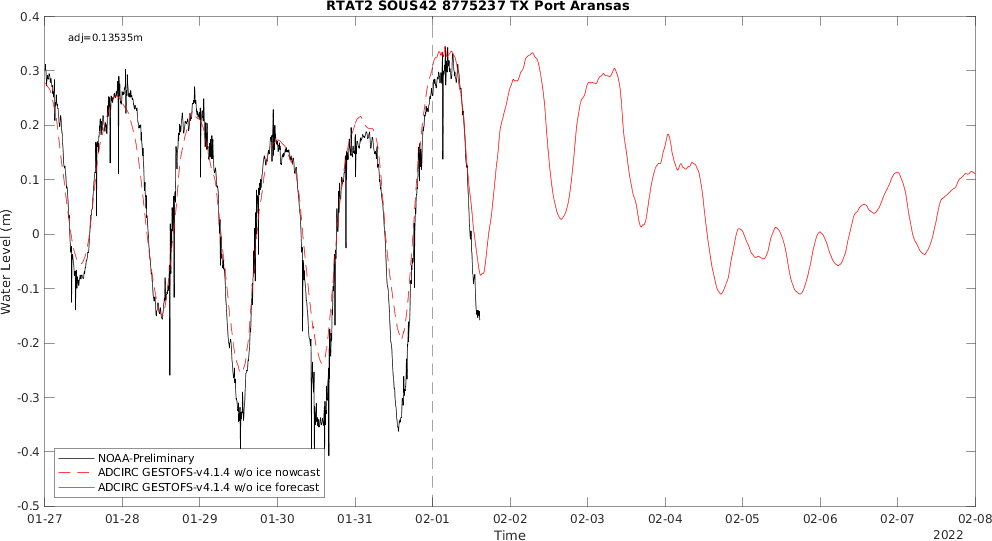 RTAT2 SOUS42 8775237 TX Port Aransas
adj=0.13535m
0.4
0.3
0.2
0.1
0
-0.1
-0.2
-0.3
-0.4
-0.5
Water Level (m)
NOAA-Preliminary
ADCIRC GESTOFS-v4.1.4 w/o ice nowcast
ADCIRC GESTOFS-v4.1.4 w/o ice forecast
01-27 01-28 01-29 01-30 01-31 02-01 02-02 02-03 02-04 02-05 02-06 02-07 02-08
Time
2022